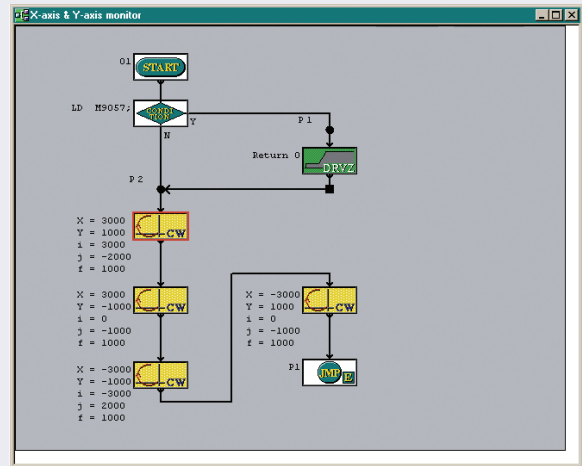 X-axis & Y-axis monitor
01
START
LD M9057;
CONDI
TION
Y
P1
N
Return 0
DRVZ
P2
X = 3000
Y = 1000
i = 3000
j = -2000
f = 1000
CW
X = 3000
Y = -1000
i = 0
j = -1000
f = 1000
CW
X = -3000
Y = 1000
i = 0
j = -1000
f = 1000
CW
X = -3000
Y = -1000
i = -3000
j = 2000
f = 1000
CW
P1
JMP
E